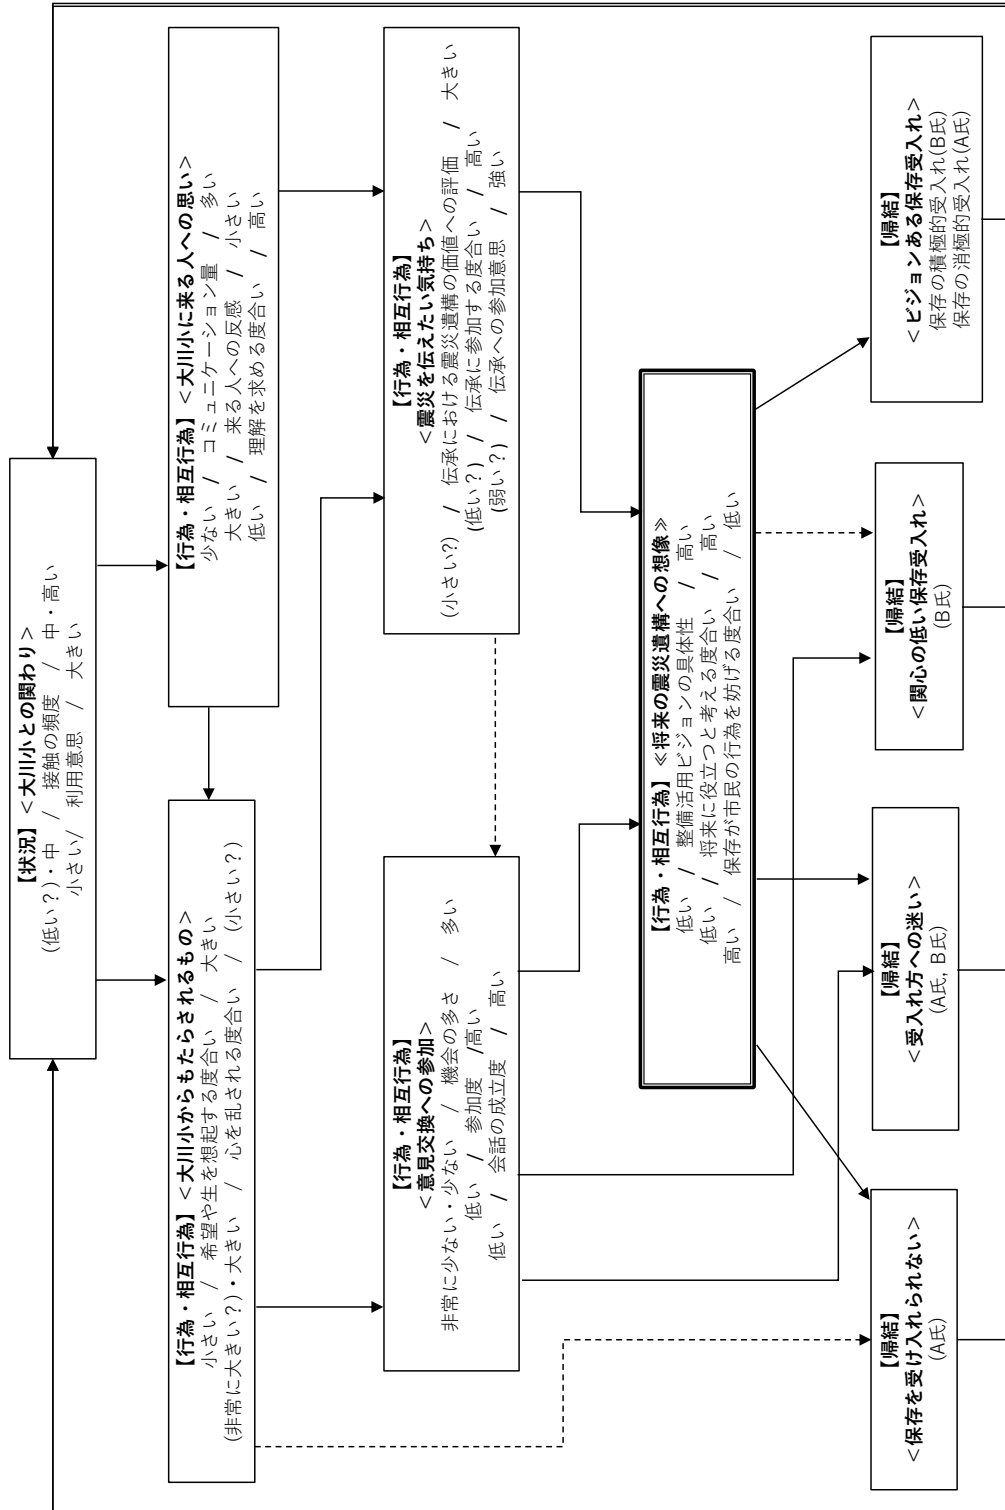 【状況】＜大川小との関わり＞
(低い？)・中 / 接触の頻度 / 中・高い
小さい/ 利用意思 / 大きい
【行為・相互行為】＜大川小からもたらされるもの＞
小さい / 希望や生を想起する度合い / 大きい
(非常に大きい？)・大きい / 心を乱される度合い / (小さい？)
【行為・相互行為】＜大川小に来る人への思い＞
少ない / コミュニケーション量 / 多い
大きい / 来る人への反感 / 小さい
低い / 理解を求める度合い / 高い
【行為・相互行為】
＜意見交換への参加＞
非常に少ない・少ない / 機会の多さ / 多い
低い / 参加度 /高い
低い / 会話の成立度 / 高い
【行為・相互行為】
＜震災を伝えたい気持ち＞
(小さい?) / 伝承における震災遺構の価値への評価 / 大きい
(低い？) / 伝承に参加する度合い / 高い
(弱い？) / 伝承への参加意思 / 強い
【行為・相互行為】≪将来の震災遺構への想像≫
低い / 整備活用ビジョンの具体性 / 高い
低い / 将来に役立つと考える度合い / 高い
高い / 保存が市民の行為を妨げる度合い / 低い
【帰結】
＜保存を受け入れられない＞
(A氏)
【帰結】
＜受入れ方への迷い＞
(A氏, B氏)
【帰結】
＜関心の低い保存受入れ＞
(B氏)
【帰結】
＜ビジョンある保存受入れ＞
保存の積極的受入れ(B氏)
保存の消極的受入れ(A氏)